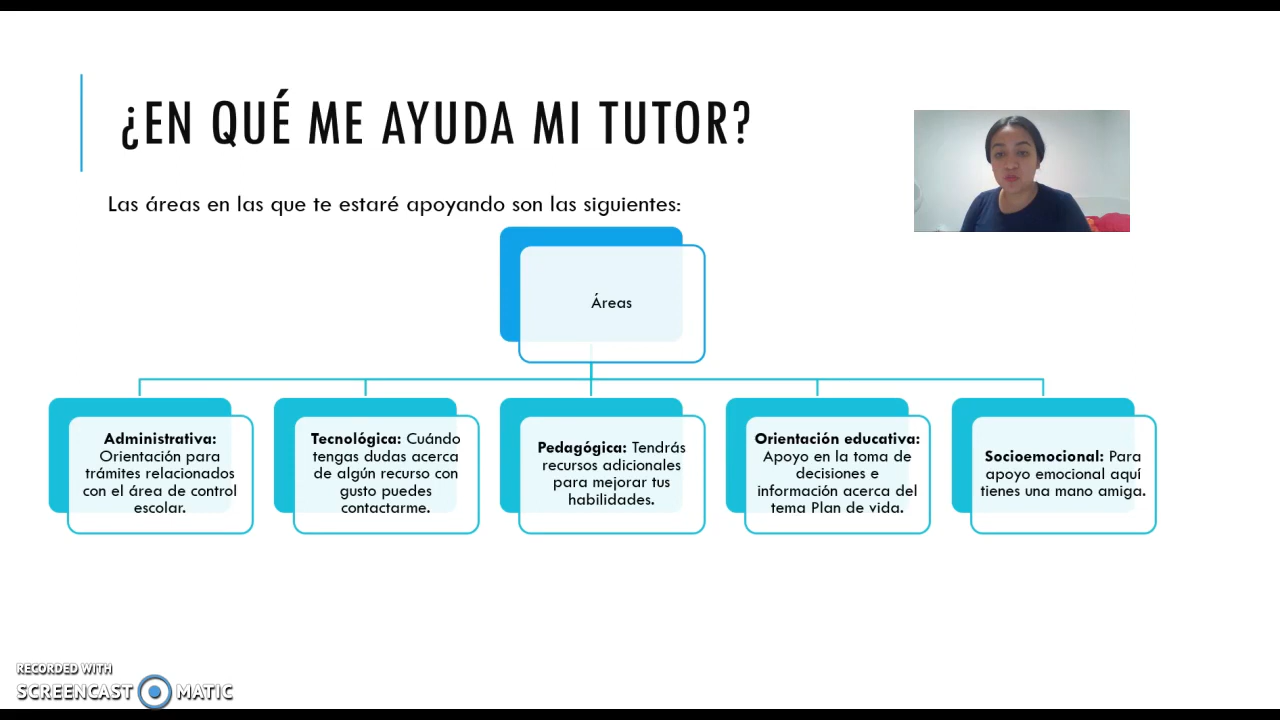 ¿EN QUÉ ME AYUDA MI TUTOR?
Las áreas en las que te estaré apoyando son las siguientes:
Áreas
Administrativa:
Orientación para
trámites relacionados
con el área de control
escolar.
Tecnológica: Cuándo
tengas dudas acerca
de algún recurso con
gusto puedes
contactarme.
Pedagógica: Tendrás
recursos adicionales
para mejorar tus
habilidades.
Orientación educativa:
Apoyo en la toma de
decisiones e
información acerca del
tema Plan de vida.
Socioemocional: Para
apoyo emocional aquí
tienes una mano amiga.
RECORDED WITH
SCREENCAST MATIC